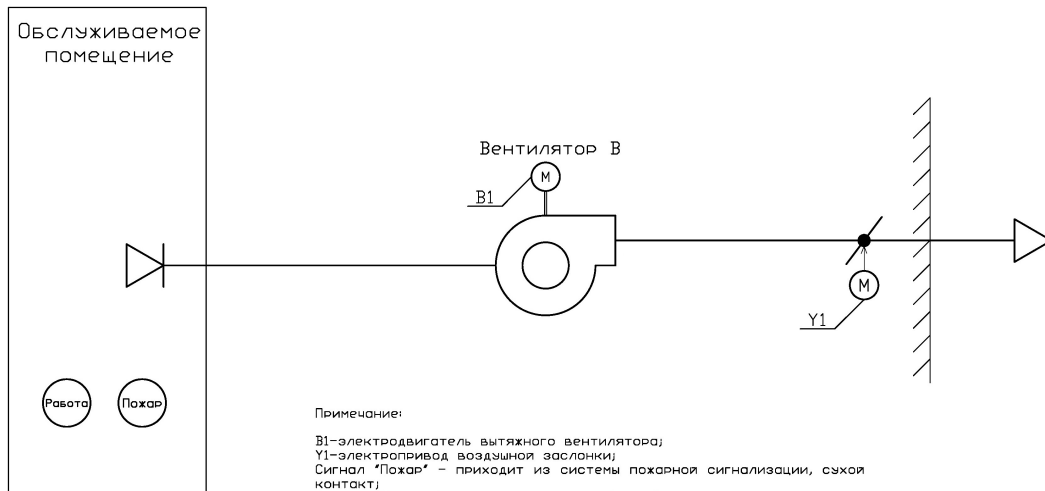 Обслуживаемое
помещение
Вентилятор В
М
В1
М
Y1
Работа
Пожар
Примечание:
В1-электродвигатель вытяжного вентилятора;
Y1-электропривод воздушной заслонки;
Сигнал "Пожар" - приходит из системы пожарной сигнализации, сухой
контакт;